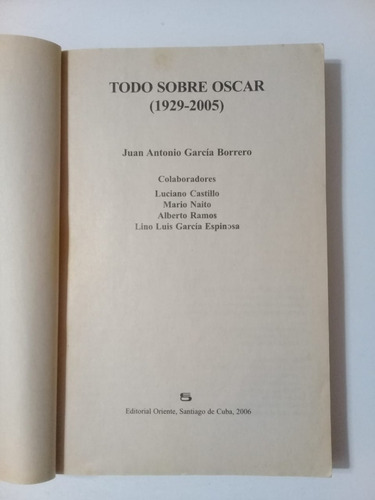 TODO SOBRE OSCAR
(1929-2005)
Juan Antonio García Borrero
Colaboradores
Luciano Castillo
Mario Naito
Alberto Ramos
Lino Luis García Espinosa
Editorial Oriente, Santiago de Cuba, 2006